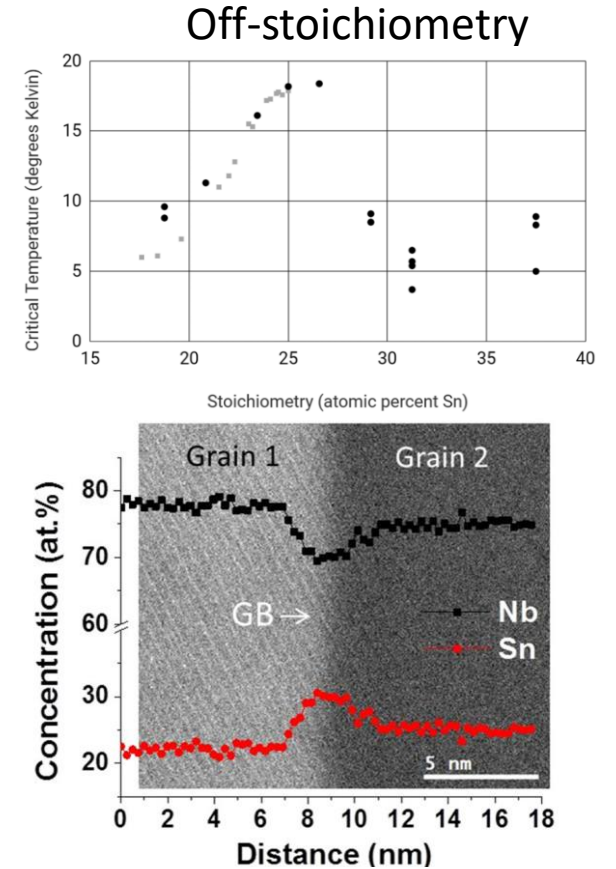 Off-stoichiometry
Critical Temperature (degrees Kelvin)
20
15
10
5
0
15 20 25 30 35 40
Stoichiometry (atomic percent Sn)
Grain 1 Grain 2
Concentration (at.%)
80
70
GB →
60
Nb
Sn
30
20
5 nm
0 2 4 6 8 10 12 14 16 18
Distance (nm)